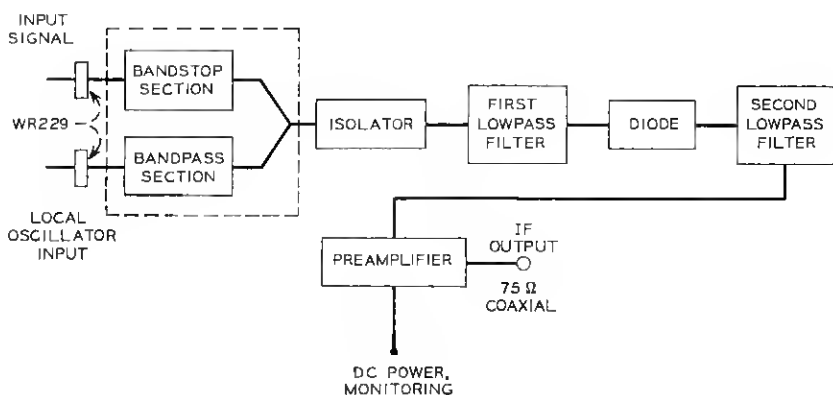 INPUT
SIGNAL
BANDSTOP
SECTION
WR229
BANDPASS
SECTION
LOCAL
OSCILLATOR
INPUT
ISOLATOR
FIRST
LOWPASS
FILTER
DIODE
SECOND
LOWPASS
FILTER
PREAMPLIFIER
IF
OUTPUT
75 Ω
COAXIAL
DC POWER,
MONITORING